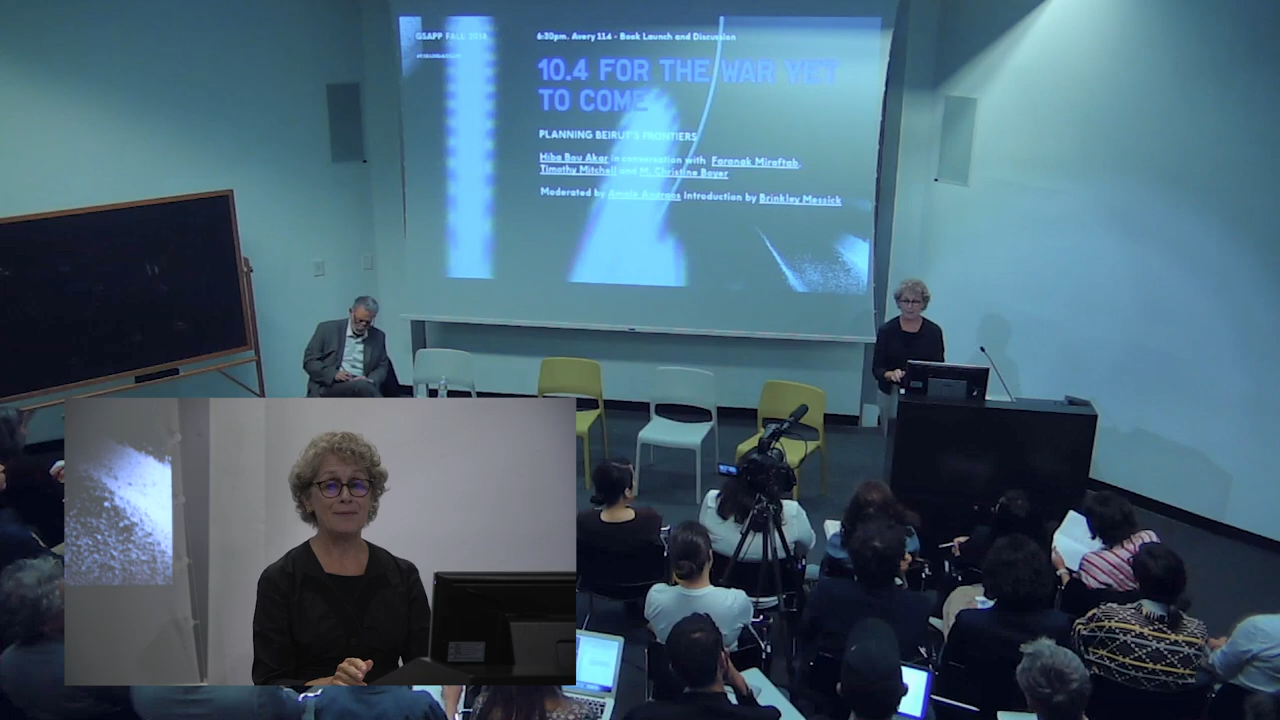 GSAPP FALL 2018
6:30pm. Avery 114 - Book Launch and Discussion
10.4 FOR THE WAR YET
TO COME
PLANNING BEIRUT'S FRONTIERS
Hiba Bou Akar in conversation with Faranak Miraftab,
Timothy Mitchell and M. Christine Boyer
Moderated by Amale Andraos Introduction by Brinkley Messick